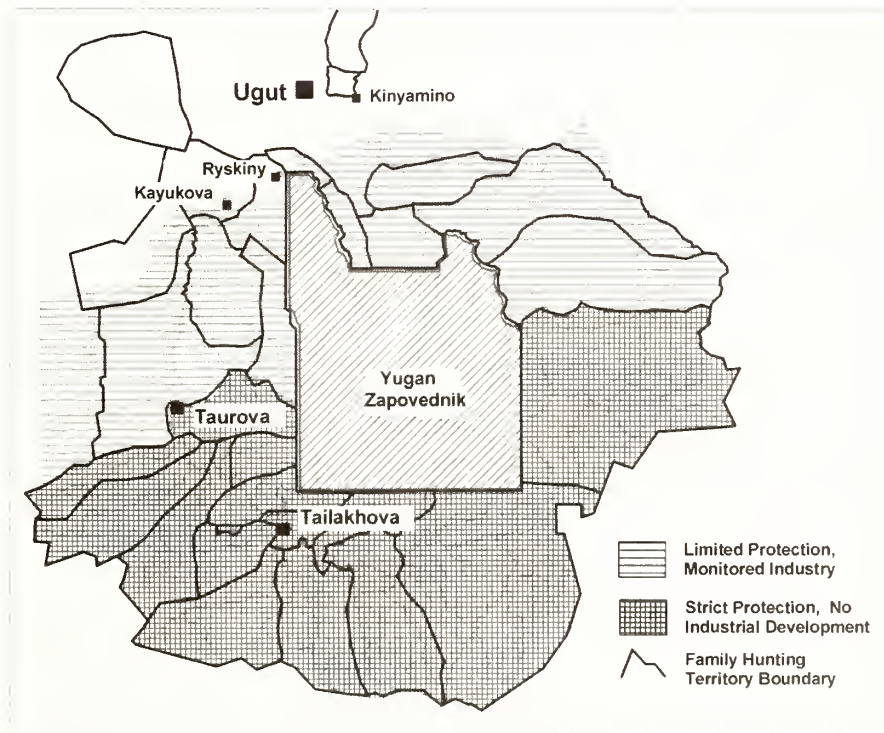 Ugut
Kinyamino
Ryskiny
Kayukova
Yugan
Zapovednik
Taurova
Tailakhova
Limited Protection,
Monitored Industry
Strict Protection, No
Industrial Development
Family Hunting
Territory Boundary